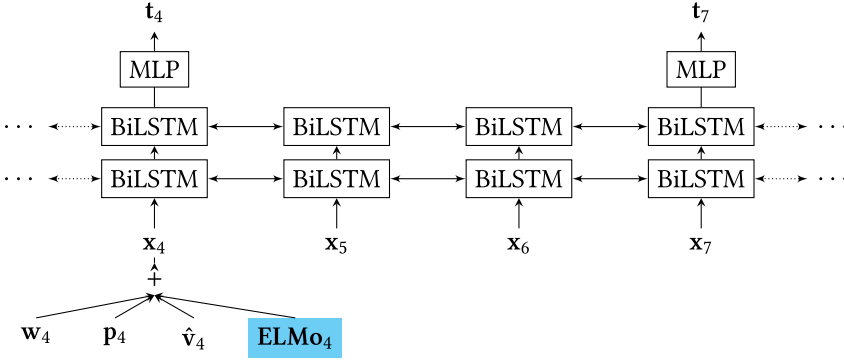 t₄ t₇
MLP MLP
··· BiLSTM BiLSTM BiLSTM BiLSTM ···
··· BiLSTM BiLSTM BiLSTM BiLSTM ···
x₄ x₅ x₆ x₇
+
w₄ p₄ v̂₄ ELMo₄